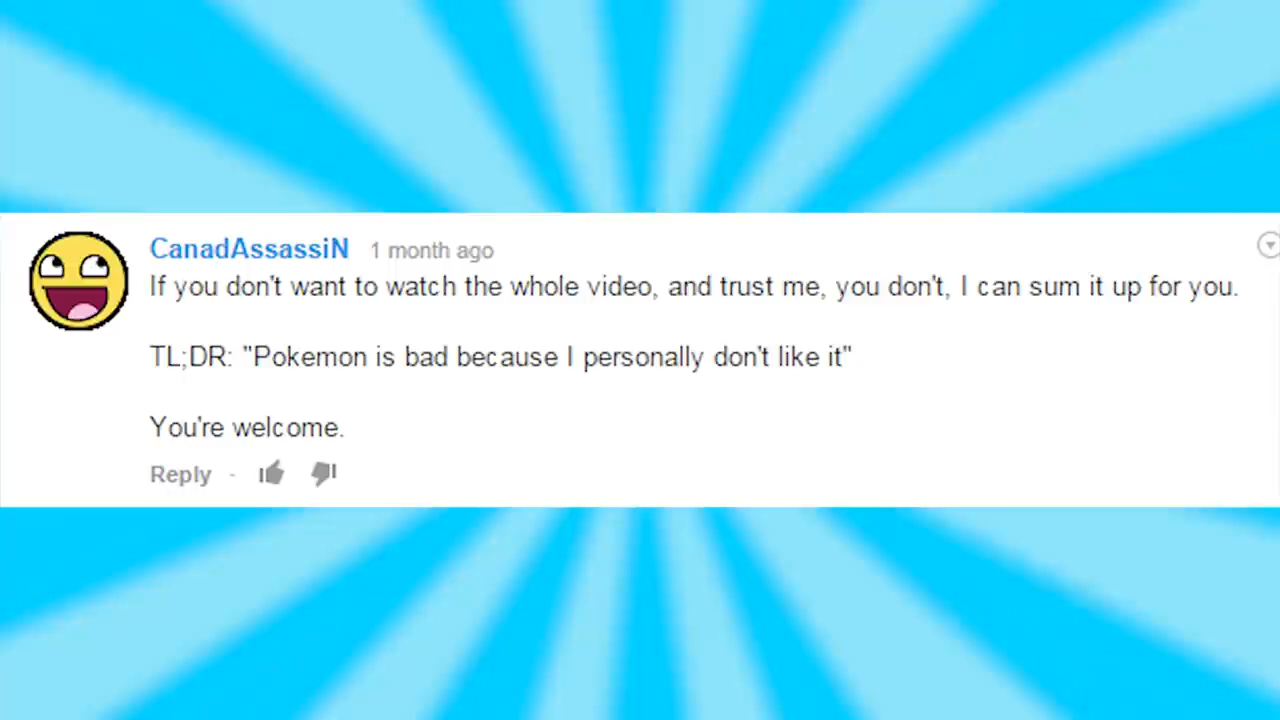 CanadAssassiN 1 month ago
If you don't want to watch the whole video, and trust me, you don't, I can sum it up for you.
TL;DR: "Pokemon is bad because I personally don't like it"
You're welcome.
Reply -